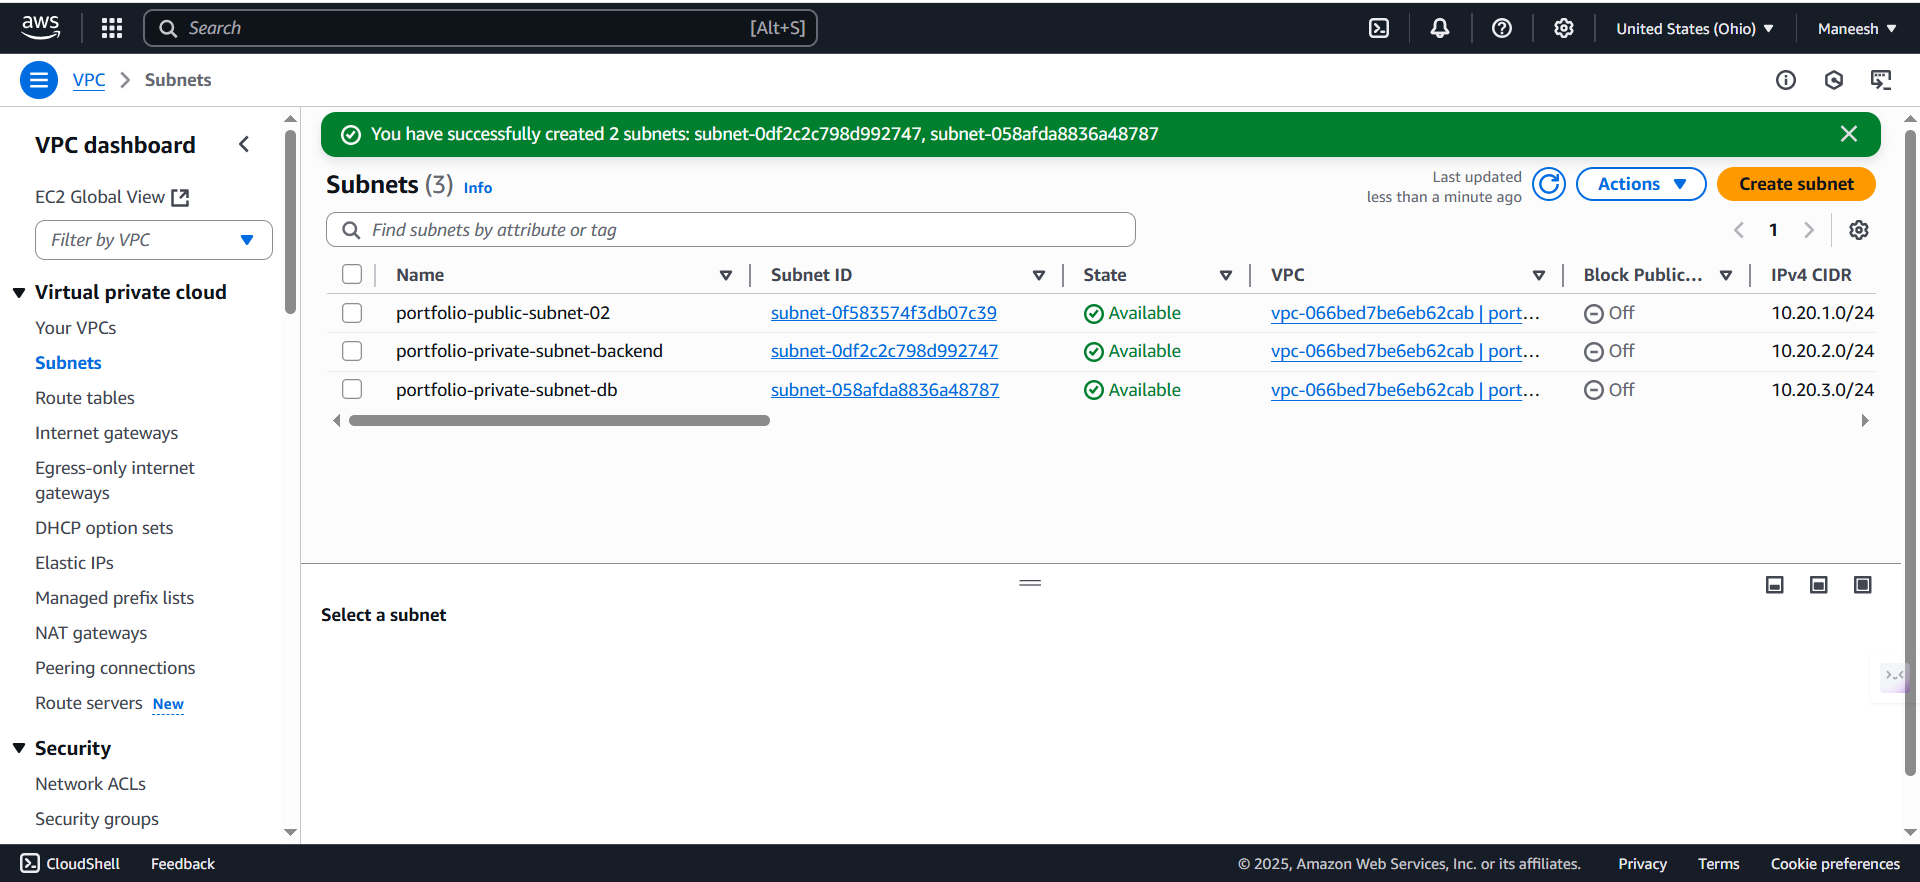 aws
Search [Alt+S]
United States (Ohio)
Maneesh
VPC
Subnets
VPC dashboard
EC2 Global View
Filter by VPC
Virtual private cloud
Your VPCs
Subnets
Route tables
Internet gateways
Egress-only internet
gateways
DHCP option sets
Elastic IPs
Managed prefix lists
NAT gateways
Peering connections
Route servers New
Security
Network ACLs
Security groups
You have successfully created 2 subnets: subnet-0df2c2c798d992747, subnet-058afda8836a48787
Subnets (3) Info
Last updated
less than a minute ago
Actions
Create subnet
Find subnets by attribute or tag
1
Name Subnet ID State VPC Block Public... IPv4 CIDR
portfolio-public-subnet-02 subnet-0f583574f3db07c39 Available vpc-066bed7be6eb62cab | port... Off 10.20.1.0/24
portfolio-private-subnet-backend subnet-0df2c2c798d992747 Available vpc-066bed7be6eb62cab | port... Off 10.20.2.0/24
portfolio-private-subnet-db subnet-058afda8836a48787 Available vpc-066bed7be6eb62cab | port... Off 10.20.3.0/24
Select a subnet
CloudShell Feedback © 2025, Amazon Web Services, Inc. or its affiliates. Privacy Terms Cookie preferences